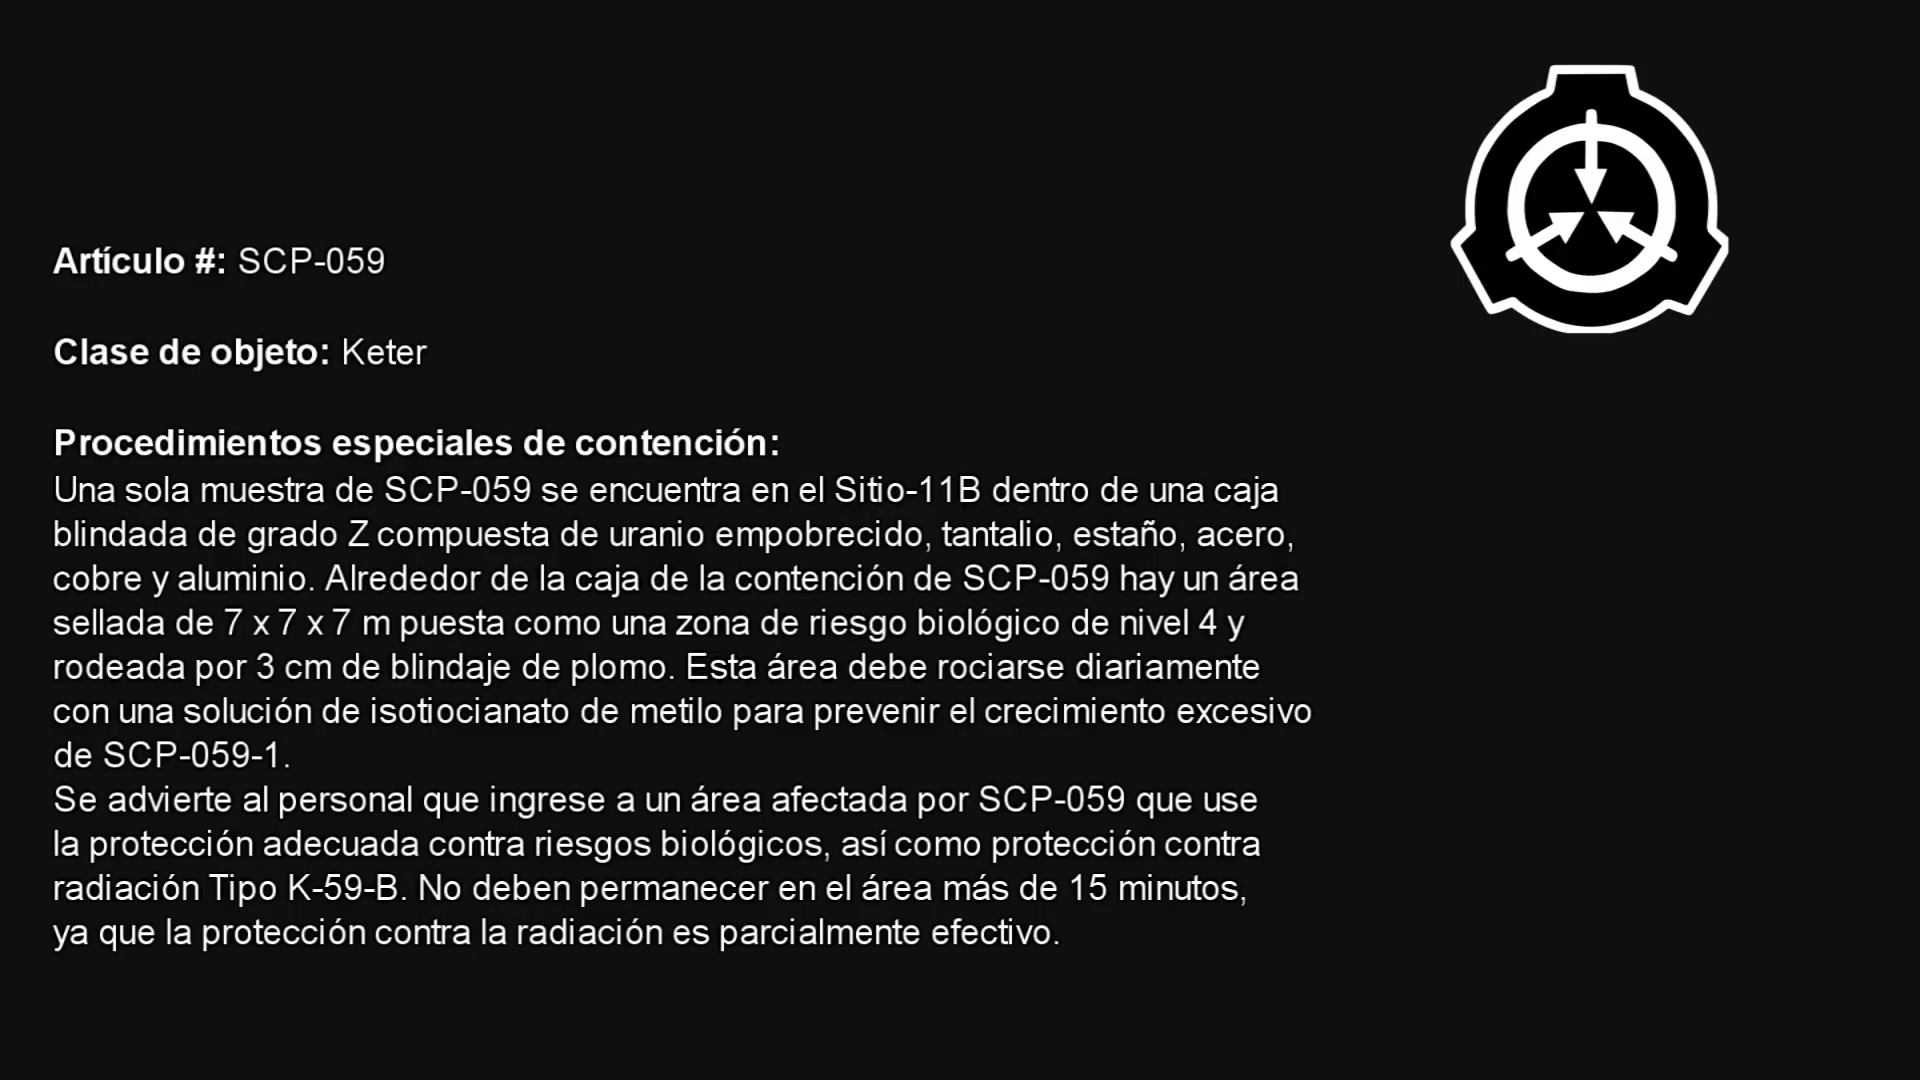 Artículo #: SCP-059
Clase de objeto: Keter
Procedimientos especiales de contención:
Una sola muestra de SCP-059 se encuentra en el Sitio-11B dentro de una caja
blindada de grado Z compuesta de uranio empobrecido, tantalio, estaño, acero,
cobre y aluminio. Alrededor de la caja de la contención de SCP-059 hay un área
sellada de 7 x 7 x 7 m puesta como una zona de riesgo biológico de nivel 4 y
rodeada por 3 cm de blindaje de plomo. Esta área debe rociarse diariamente
con una solución de isotiocianato de metilo para prevenir el crecimiento excesivo
de SCP-059-1.
Se advierte al personal que ingrese a un área afectada por SCP-059 que use
la protección adecuada contra riesgos biológicos, así como protección contra
radiación Tipo K-59-B. No deben permanecer en el área más de 15 minutos,
ya que la protección contra la radiación es parcialmente efectivo.